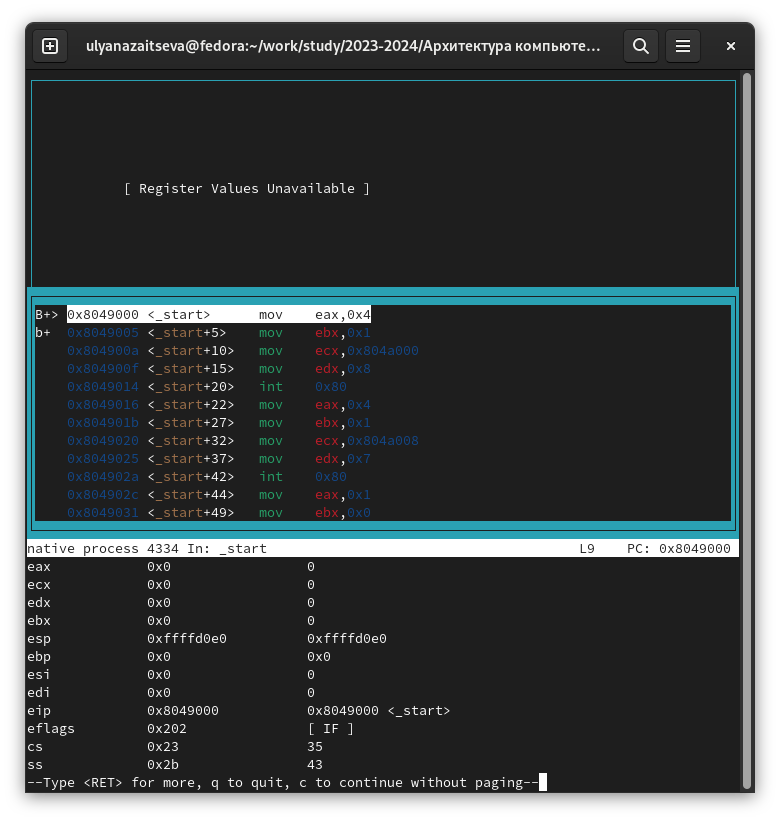 ulyanazaitseva@fedora:~/work/study/2023-2024/Архитектура компьюте…
[ Register Values Unavailable ]
B+> 0x8049000 <_start> mov eax,0x4
b+ 0x8049005 <_start+5> mov ebx,0x1
0x804900a <_start+10> mov ecx,0x804a000
0x804900f <_start+15> mov edx,0x8
0x8049014 <_start+20> int 0x80
0x8049016 <_start+22> mov eax,0x4
0x804901b <_start+27> mov ebx,0x1
0x8049020 <_start+32> mov ecx,0x804a008
0x8049025 <_start+37> mov edx,0x7
0x804902a <_start+42> int 0x80
0x804902c <_start+44> mov eax,0x1
0x8049031 <_start+49> mov ebx,0x0
native process 4334 In: _start L9 PC: 0x8049000
eax 0x0 0
ecx 0x0 0
edx 0x0 0
ebx 0x0 0
esp 0xffffd0e0 0xffffd0e0
ebp 0x0 0x0
esi 0x0 0
edi 0x0 0
eip 0x8049000 0x8049000 <_start>
eflags 0x202 [ IF ]
cs 0x23 35
ss 0x2b 43
--Type <RET> for more, q to quit, c to continue without paging--